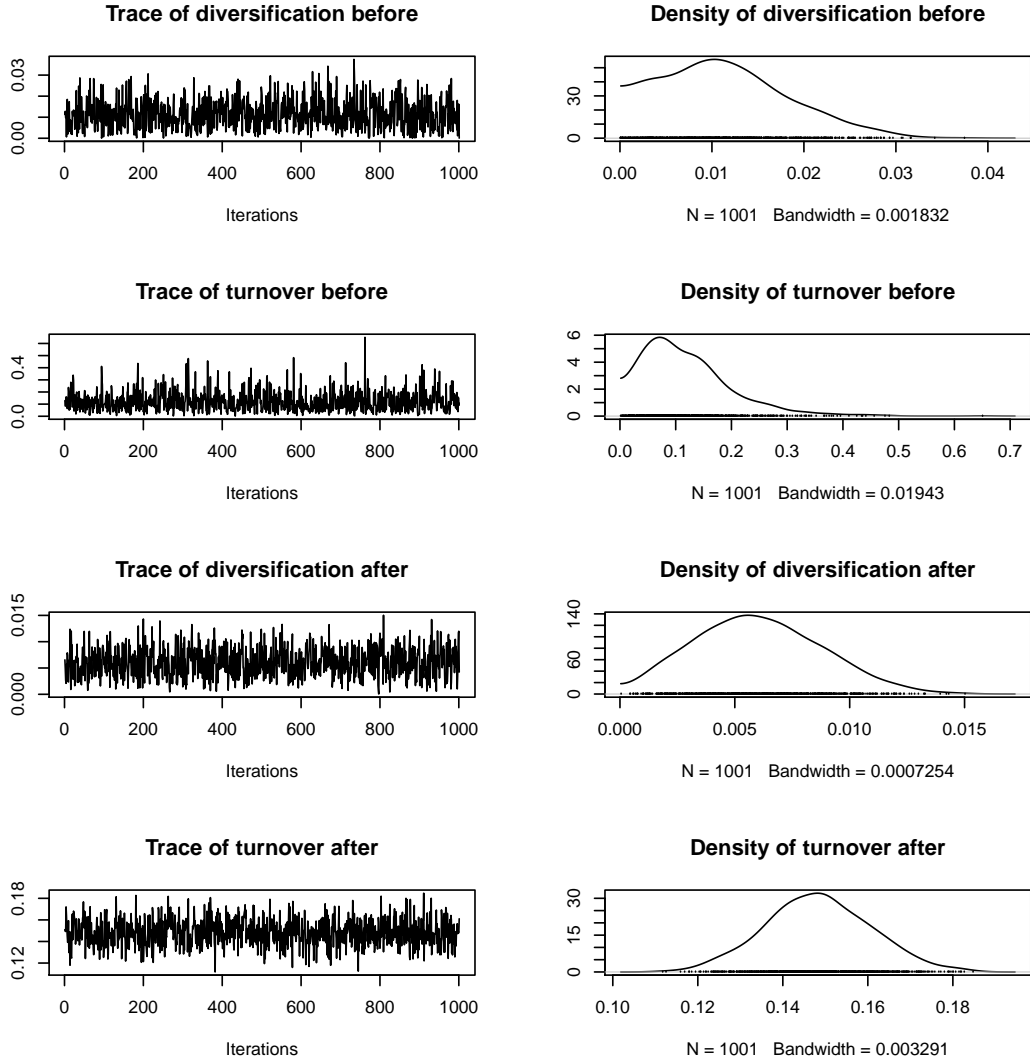 Trace of diversification before
0.00 0.03
0 200 400 600 800 1000
Iterations
Density of diversification before
0 30
0.00 0.01 0.02 0.03 0.04
N = 1001 Bandwidth = 0.001832
Trace of turnover before
0.0 0.4
0 200 400 600 800 1000
Iterations
Density of turnover before
0 2 4 6
0.0 0.1 0.2 0.3 0.4 0.5 0.6 0.7
N = 1001 Bandwidth = 0.01943
Trace of diversification after
0.000 0.015
0 200 400 600 800 1000
Iterations
Density of diversification after
0 60 140
0.000 0.005 0.010 0.015
N = 1001 Bandwidth = 0.0007254
Trace of turnover after
0.12 0.18
0 200 400 600 800 1000
Iterations
Density of turnover after
0 15 30
0.10 0.12 0.14 0.16 0.18
N = 1001 Bandwidth = 0.003291